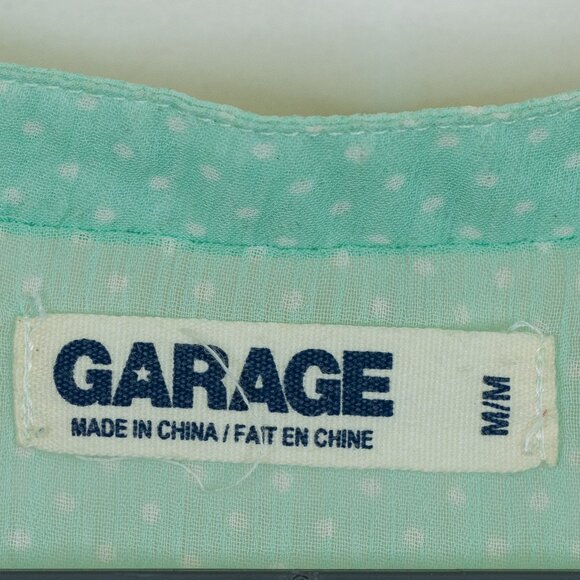 GARAGE
MADE IN CHINA / FAIT EN CHINE
M/M